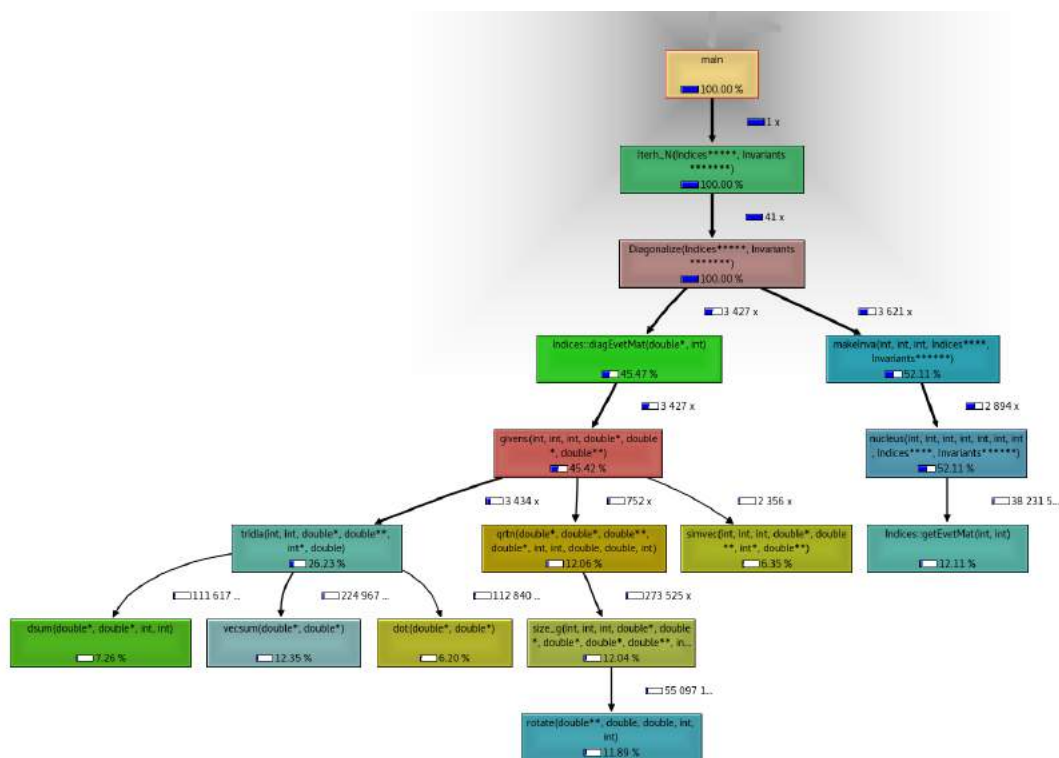 main
100.00 %
1 x
Iterh_N(Indices*****, Invariants
*******)
100.00 %
41 x
Diagonalize(Indices*****, Invariants
*******)
100.00 %
3 427 x
3 621 x
Indices::diagEvetMat(double*, int)
45.47 %
makeInva(int, int, int, Indices****,
Invariants******)
52.11 %
3 427 x
2 894 x
givens(int, int, int, double*, double
*, double**)
45.42 %
nucleus(int, int, int, int, int, int, int
, Indices****, Invariants******)
52.11 %
3 434 x
752 x
2 356 x
38 231 5...
tridia(int, int, double*, double**,
int*, double)
26.23 %
qrtn(double*, double*, double**,
double*, int, int, double, double, int)
12.06 %
simvec(int, int, int, double*, double
**, int*, double**)
6.35 %
Indices::getEvetMat(int, int)
12.11 %
111 617 ...
224 967 ...
112 840 ...
273 525 x
dsum(double*, double*, int, int)
7.26 %
vecsum(double*, double*)
12.35 %
dot(double*, double*)
6.20 %
size_g(int, int, int, double*, double
*, double*, double*, double**, in...
12.04 %
55 097 1...
rotate(double**, double, double, int,
int)
11.89 %